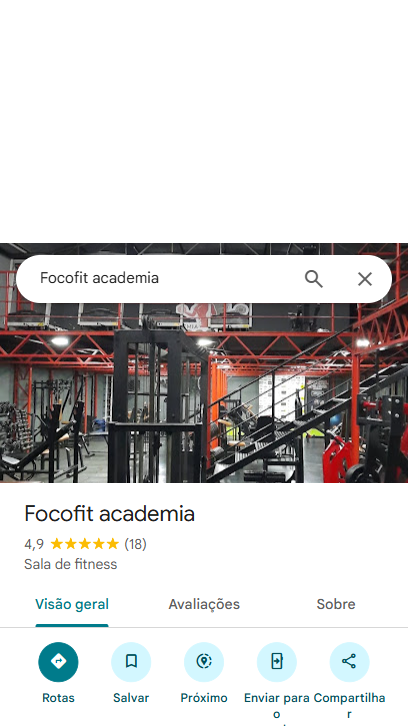 Focofit academia
Focofit academia
4,9 (18)
Sala de fitness
Visão geral Avaliações Sobre
Rotas Salvar Próximo Enviar para o Compartilhar